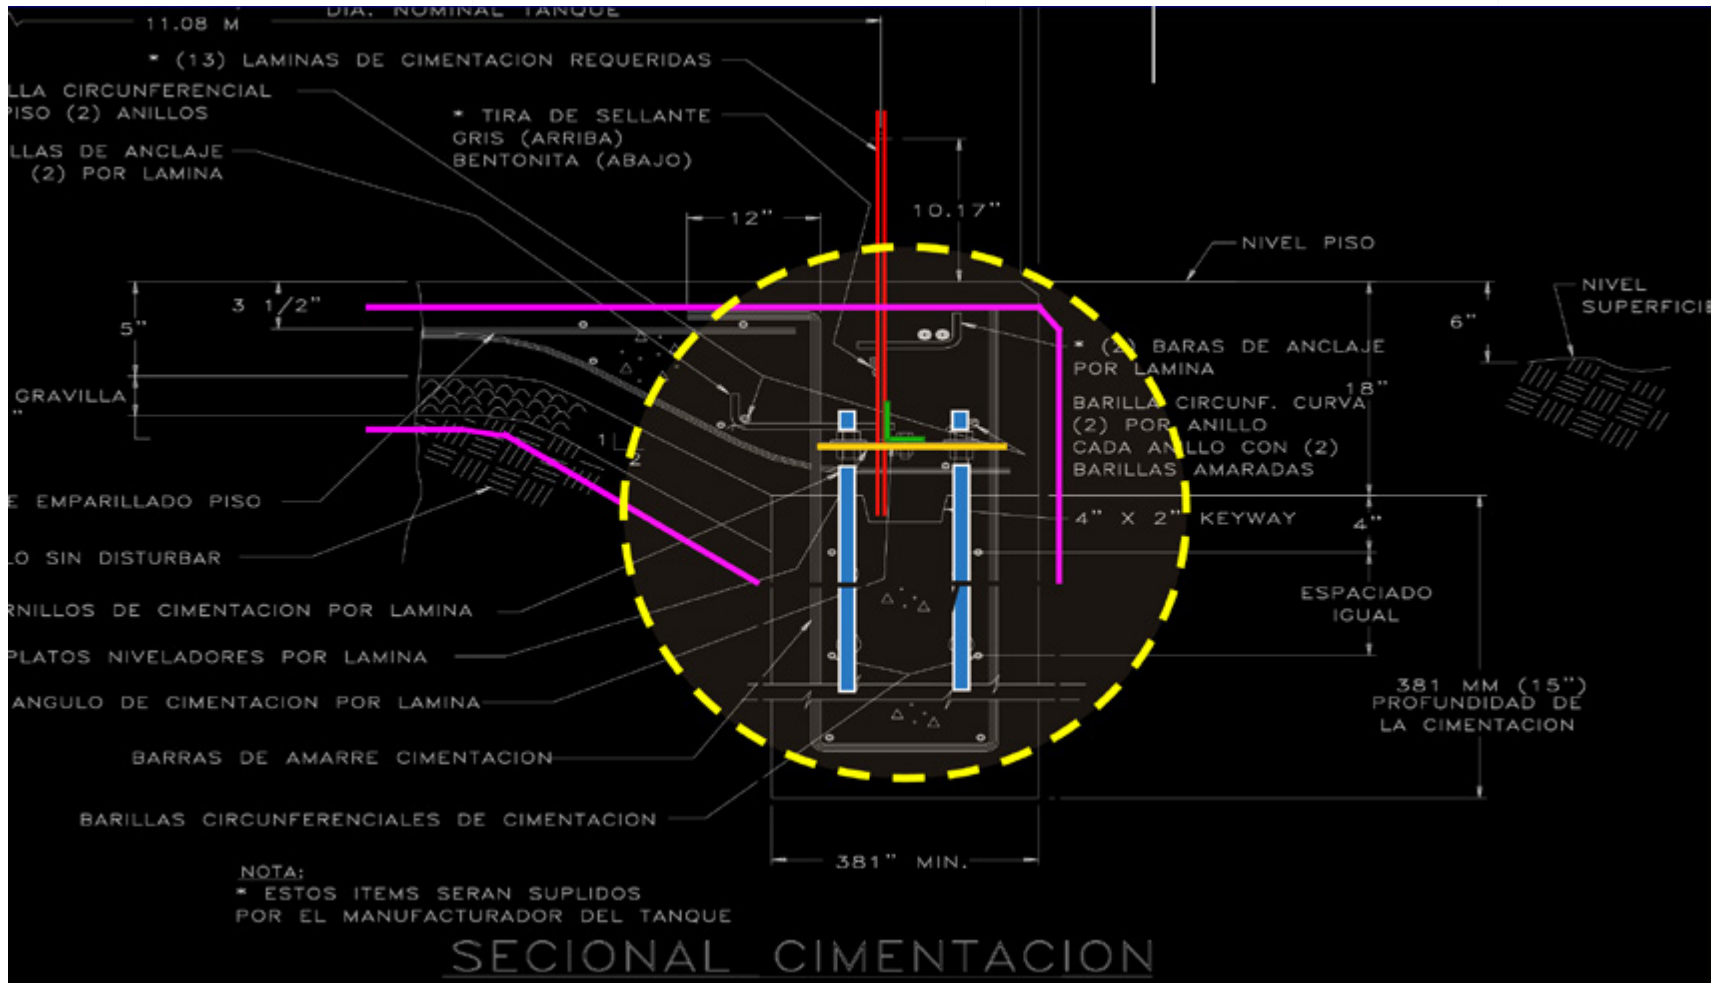 DIA. NOMINAL TANQUE
11.08 M
* (13) LAMINAS DE CIMENTACION REQUERIDAS
LLA CIRCUNFERENCIAL
PISO (2) ANILLOS
* TIRA DE SELLANTE
GRIS (ARRIBA)
BENTONITA (ABAJO)
LLAS DE ANCLAJE
(2) POR LAMINA
12"
10.17"
NIVEL PISO
NIVEL
SUPERFICIE
3 1/2"
5"
6"
* (2) BARAS DE ANCLAJE
POR LAMINA
18"
GRAVILLA
BARILLA CIRCUNF. CURVA
(2) POR ANILLO
CADA ANILLO CON (2)
BARILLAS AMARADAS
1
2
E EMPARILLADO PISO
4" X 2" KEYWAY
4"
LO SIN DISTURBAR
ESPACIADO
IGUAL
RNILLOS DE CIMENTACION POR LAMINA
PLATOS NIVELADORES POR LAMINA
381 MM (15")
PROFUNDIDAD DE
LA CIMENTACION
ANGULO DE CIMENTACION POR LAMINA
BARRAS DE AMARRE CIMENTACION
BARILLAS CIRCUNFERENCIALES DE CIMENTACION
381" MIN.
NOTA:
* ESTOS ITEMS SERAN SUPLIDOS
POR EL MANUFACTURADOR DEL TANQUE
SECIONAL CIMENTACION